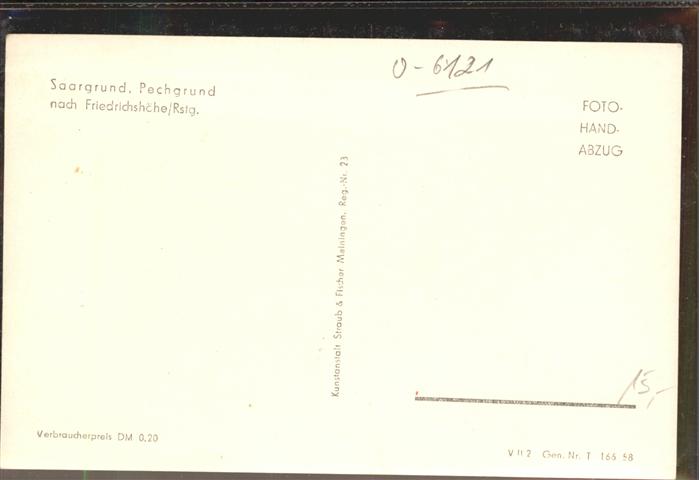 Saargrund, Pechgrund
nach Friedrichshöhe/Rstg.
O-6121
FOTO-
HAND-
ABZUG
Kunstanstalt Straub & Fischer Meiningen, Reg.-Nr. 23
15,-
Verbraucherpreis DM 0,20
V 11 2 Gen. Nr. T 166 58